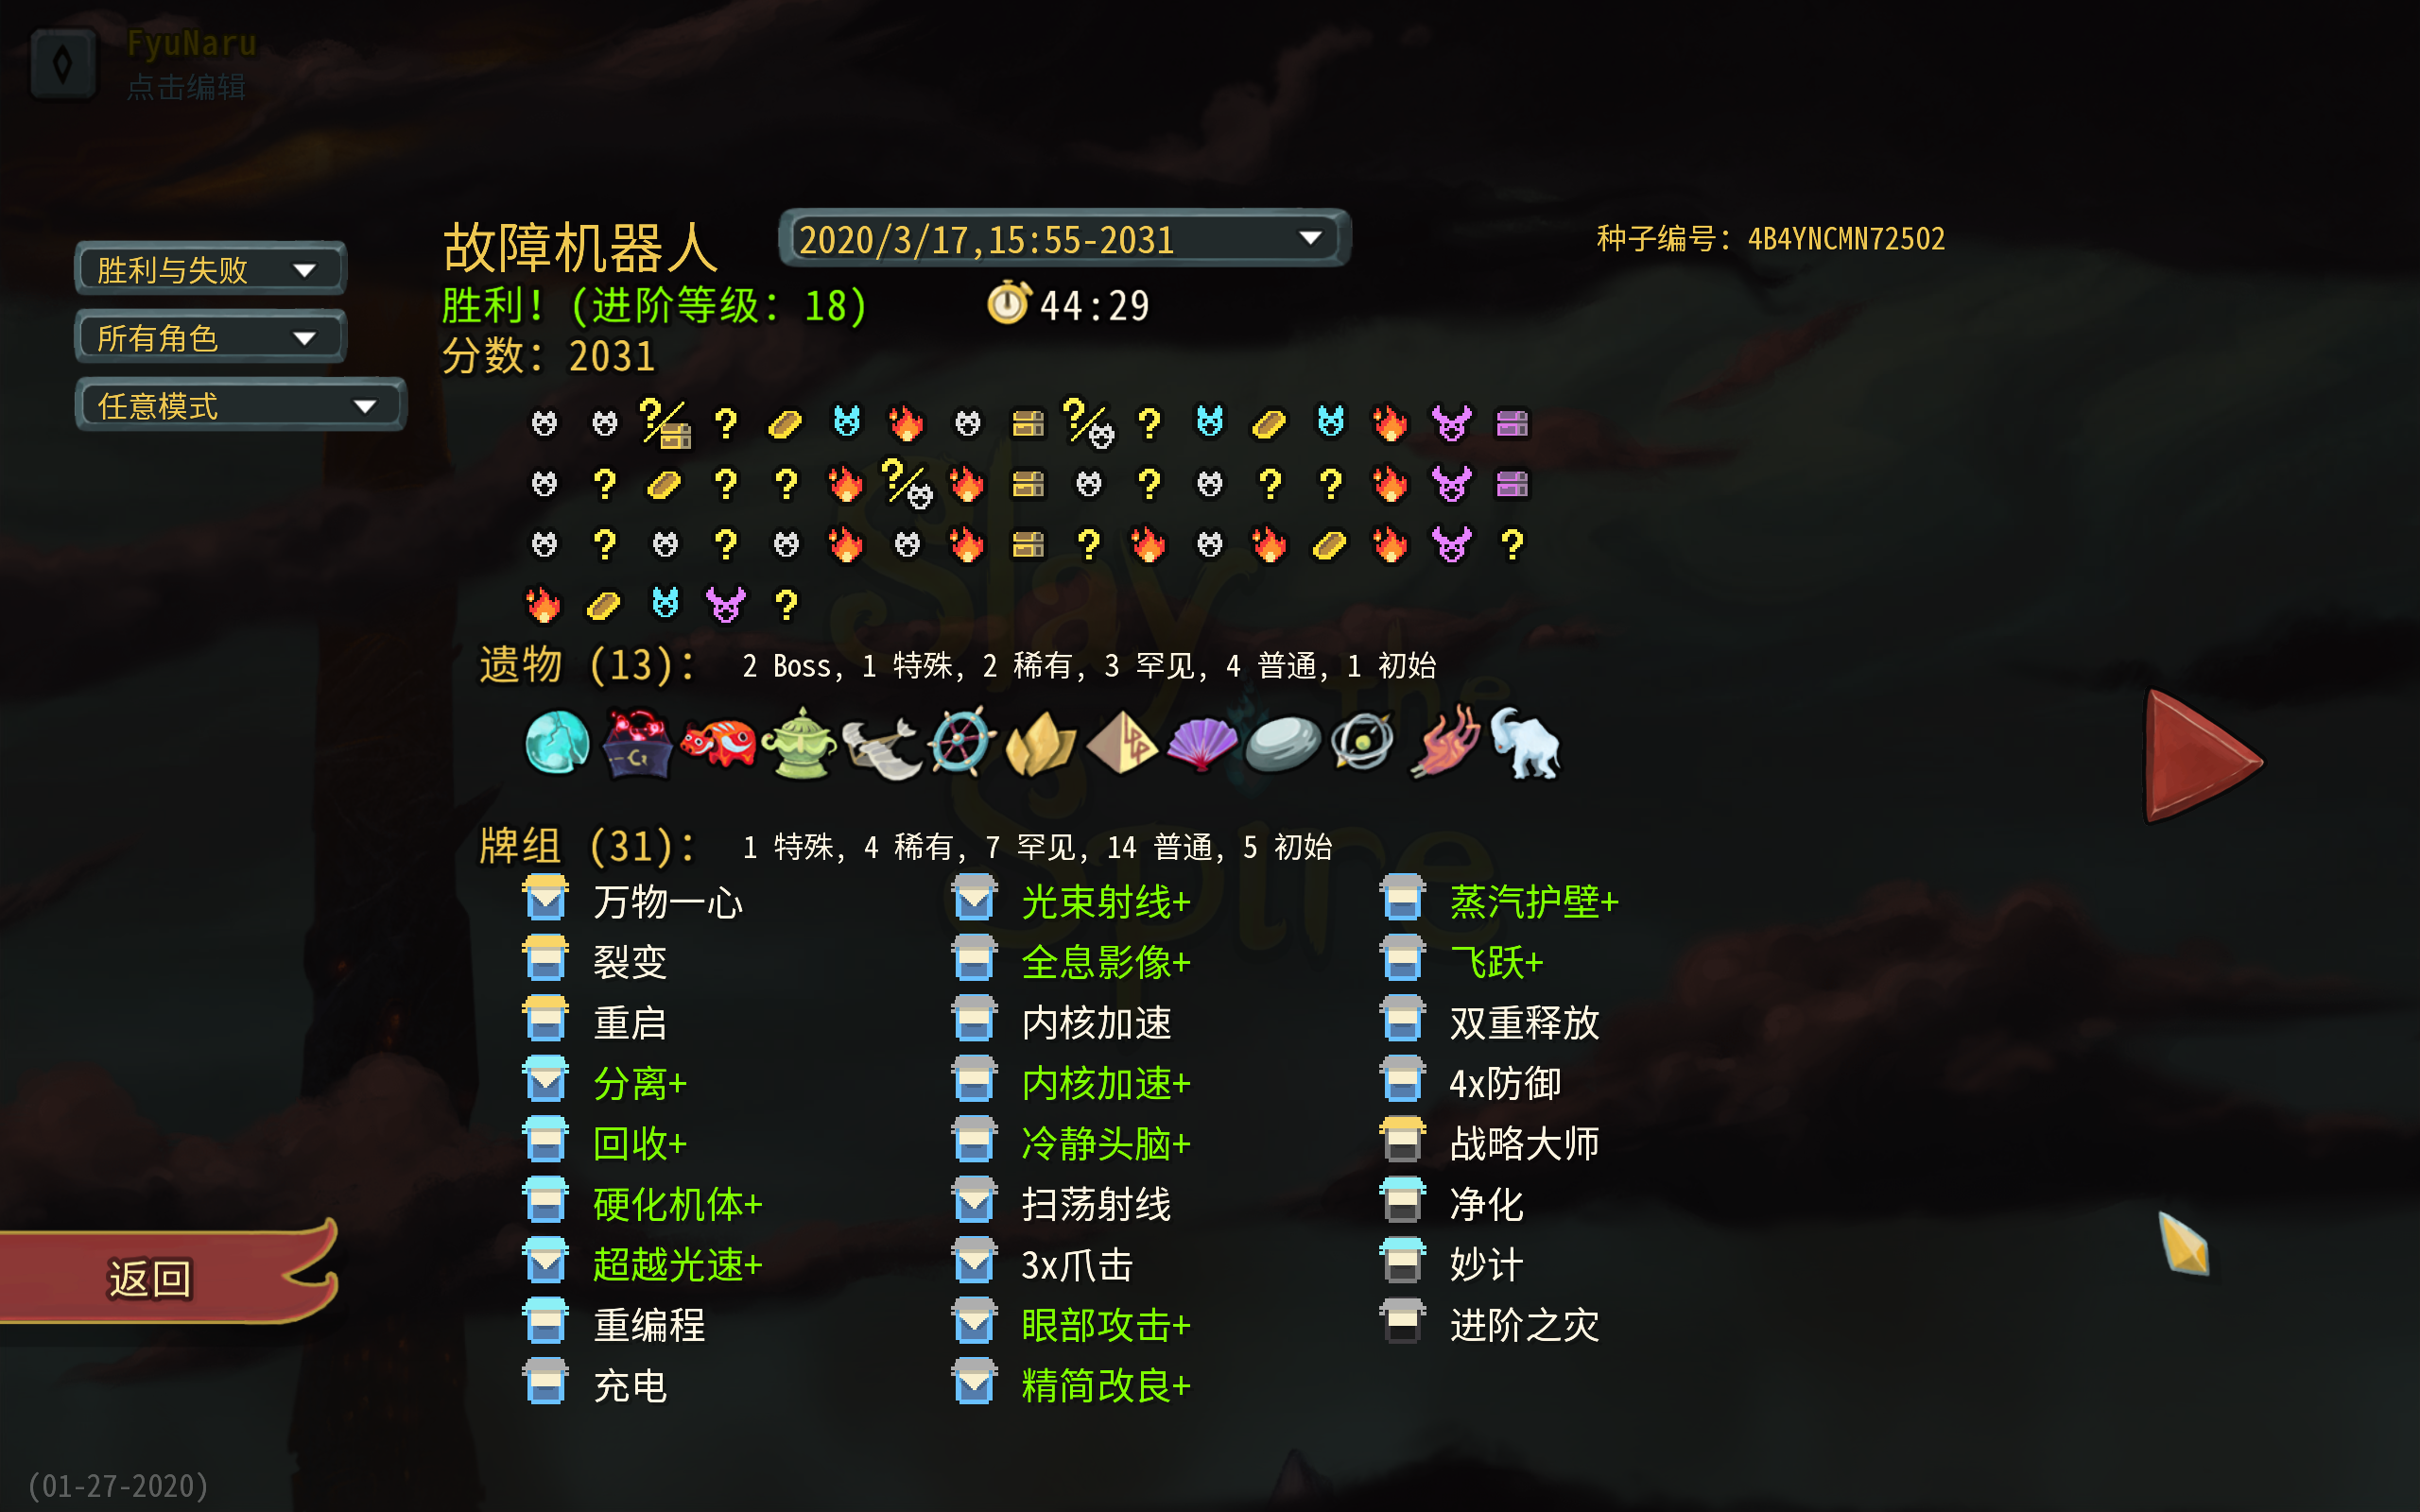 FyuNaru
点击编辑
故障机器人
2020/3/17,15:55-2031
种子编号: 4B4YNCMN72502
胜利与失败
胜利! (进阶等级: 18)
44:29
所有角色
分数: 2031
任意模式
遗物 (13):
2 Boss, 1 特殊, 2 稀有, 3 罕见, 4 普通, 1 初始
牌组 (31):
1 特殊, 4 稀有, 7 罕见, 14 普通, 5 初始
万物一心
裂变
重启
分离+
回收+
硬化机体+
超越光速+
重编程
充电
光束射线+
全息影像+
内核加速
内核加速+
冷静头脑+
扫荡射线
3x爪击
眼部攻击+
精简改良+
蒸汽护壁+
飞跃+
双重释放
4x防御
战略大师
净化
妙计
进阶之灾
返回
Slay
the
Spire
(01-27-2020)